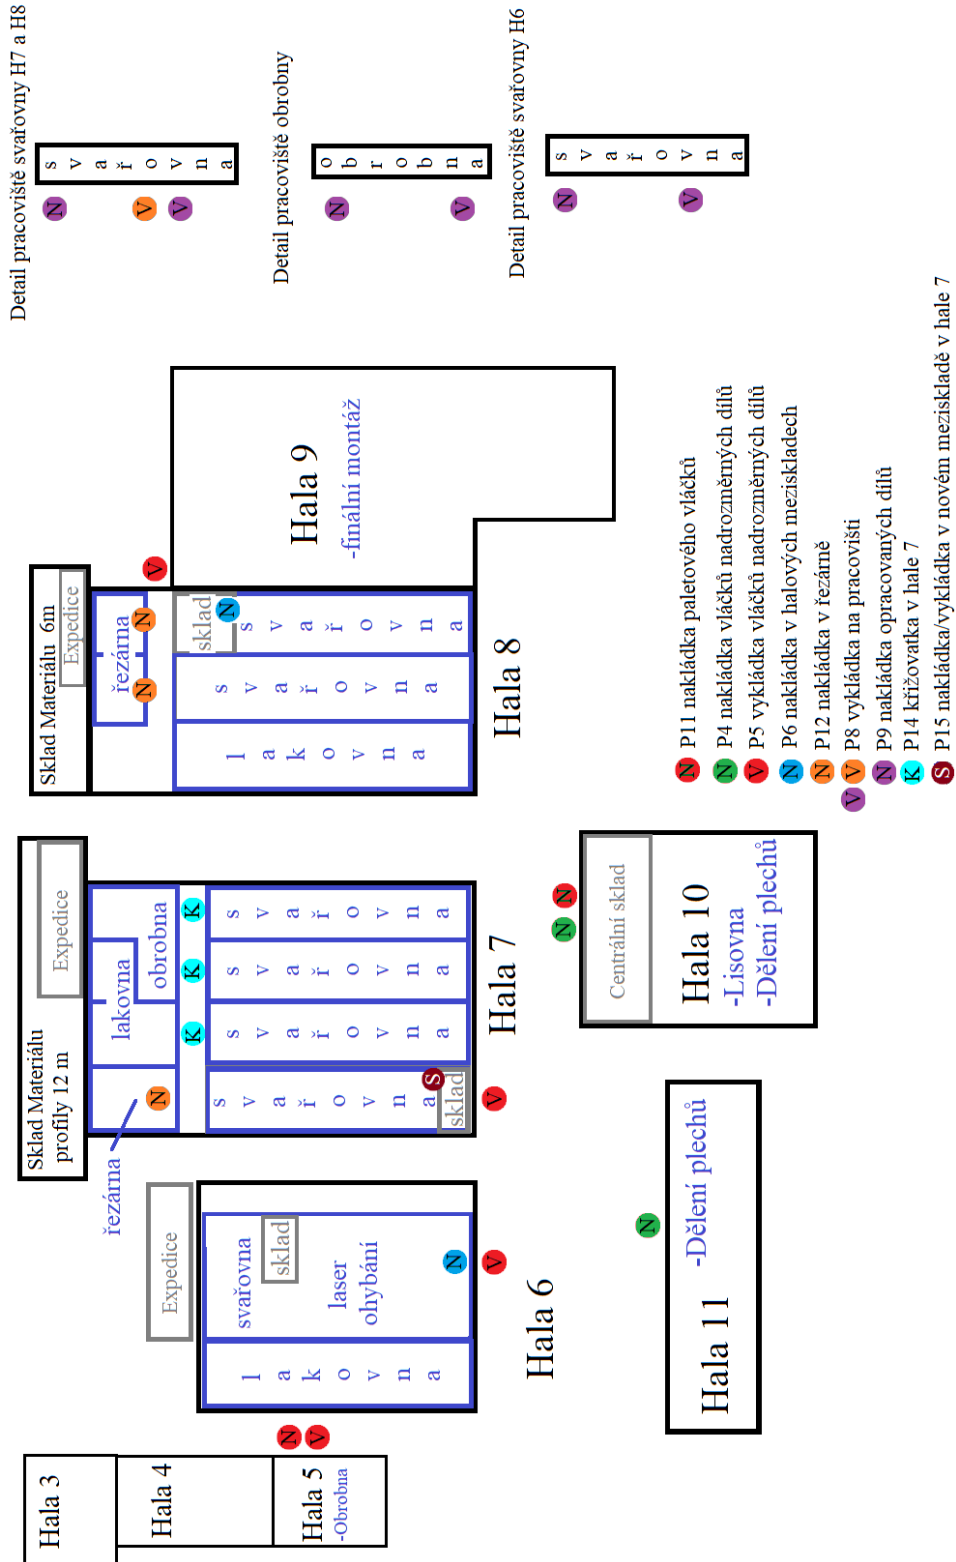 Detail pracoviště svařovny H7 a H8
svařovna
N
V
V
Detail pracoviště obrobny
obrobna
N
V
Detail pracoviště svařovny H6
svařovna
N
V
Hala 3
Hala 4
Hala 5
-Obrobna
N
V
Expedice
svařovna
sklad
laser
ohybání
lakovna
N
V
Hala 6
Sklad Materiálu
profily 12 m
Expedice
řezárna
N
lakovna
obrobna
K
K
K
svařovna
svařovna
svařovna
svařovna
S
sklad
V
Hala 7
Sklad Materiálu 6m
Expedice
řezárna
N
N
V
sklad
N
lakovna
svařovna
svařovna
Hala 8
Hala 9
-finální montáž
N
N
Centrální sklad
Hala 10
-Lisovna
-Dělení plechů
N
Hala 11
-Dělení plechů
N P11 nakládka paletového vláčků
N P4 nakládka vláčků nadrozměrných dílů
V P5 vykládka vláčků nadrozměrných dílů
N P6 nakládka v halových meziskladech
N P12 nakládka v řezárně
V V P8 vykládka na pracovišti
N P9 nakládka opracovaných dílů
K P14 křižovatka v hale 7
S P15 nakládka/vykládka v novém meziskladě v hale 7